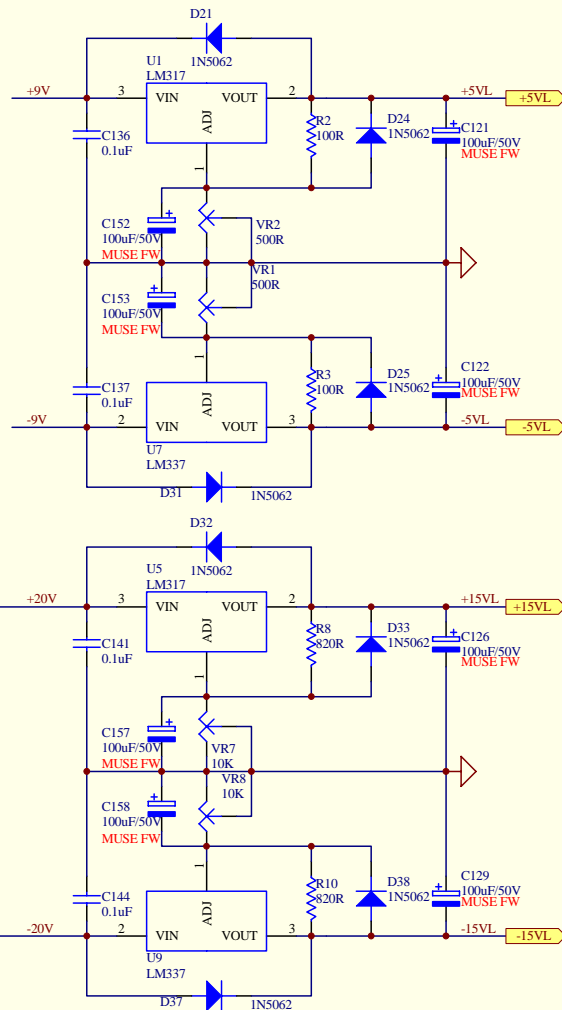 D21
1N5062
U1
LM317
+9V
3
VIN
VOUT
2
+5VL
+5VL
ADJ
1
C136
0.1uF
R2
100R
D24
1N5062
C121
100uF/50V
MUSE FW
C152
100uF/50V
MUSE FW
VR2
500R
VR1
500R
C153
100uF/50V
MUSE FW
1
C137
0.1uF
ADJ
R3
100R
D25
1N5062
C122
100uF/50V
MUSE FW
-9V
2
VIN
VOUT
3
-5VL
-5VL
U7
LM337
D31
1N5062
D32
1N5062
U5
LM317
+20V
3
VIN
VOUT
2
+15VL
+15VL
ADJ
1
C141
0.1uF
R8
820R
D33
1N5062
C126
100uF/50V
MUSE FW
C157
100uF/50V
MUSE FW
VR7
10K
VR8
10K
C158
100uF/50V
MUSE FW
1
C144
0.1uF
ADJ
R10
820R
D38
1N5062
C129
100uF/50V
MUSE FW
-20V
2
VIN
VOUT
3
-15VL
-15VL
U9
LM337
D37
1N5062